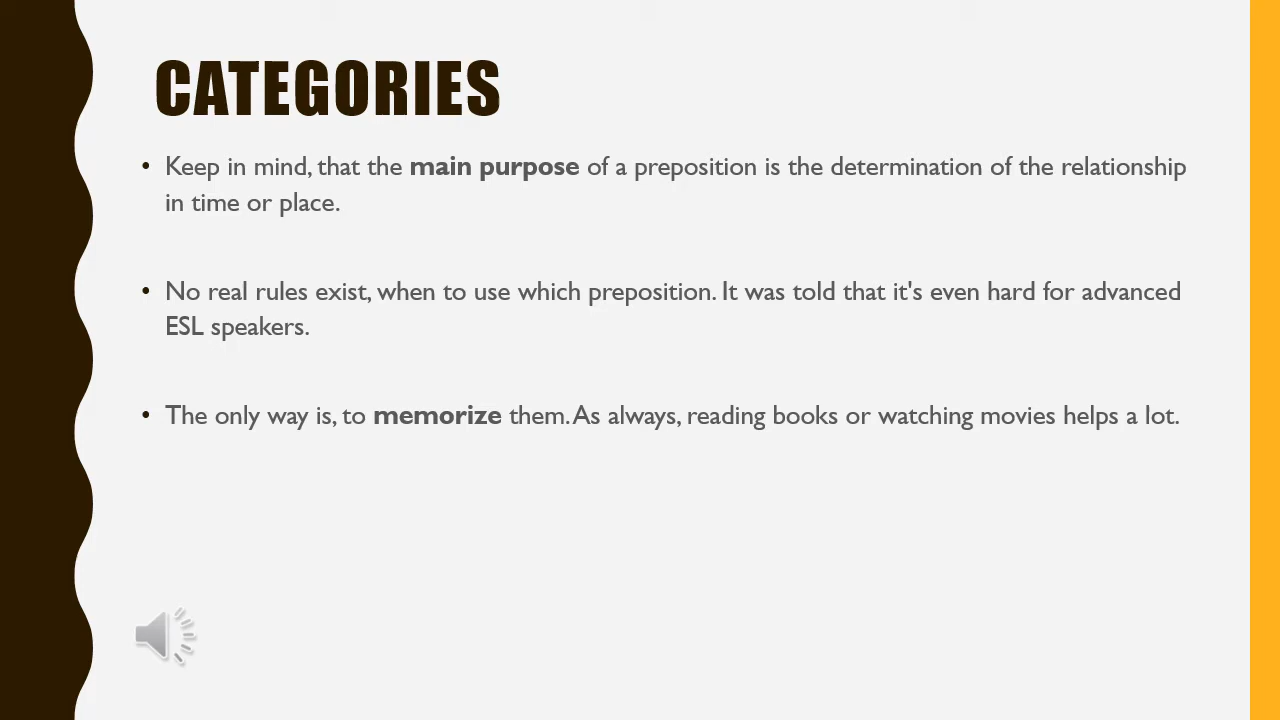 CATEGORIES
• Keep in mind, that the main purpose of a preposition is the determination of the relationship
in time or place.
• No real rules exist, when to use which preposition. It was told that it's even hard for advanced
ESL speakers.
• The only way is, to memorize them. As always, reading books or watching movies helps a lot.